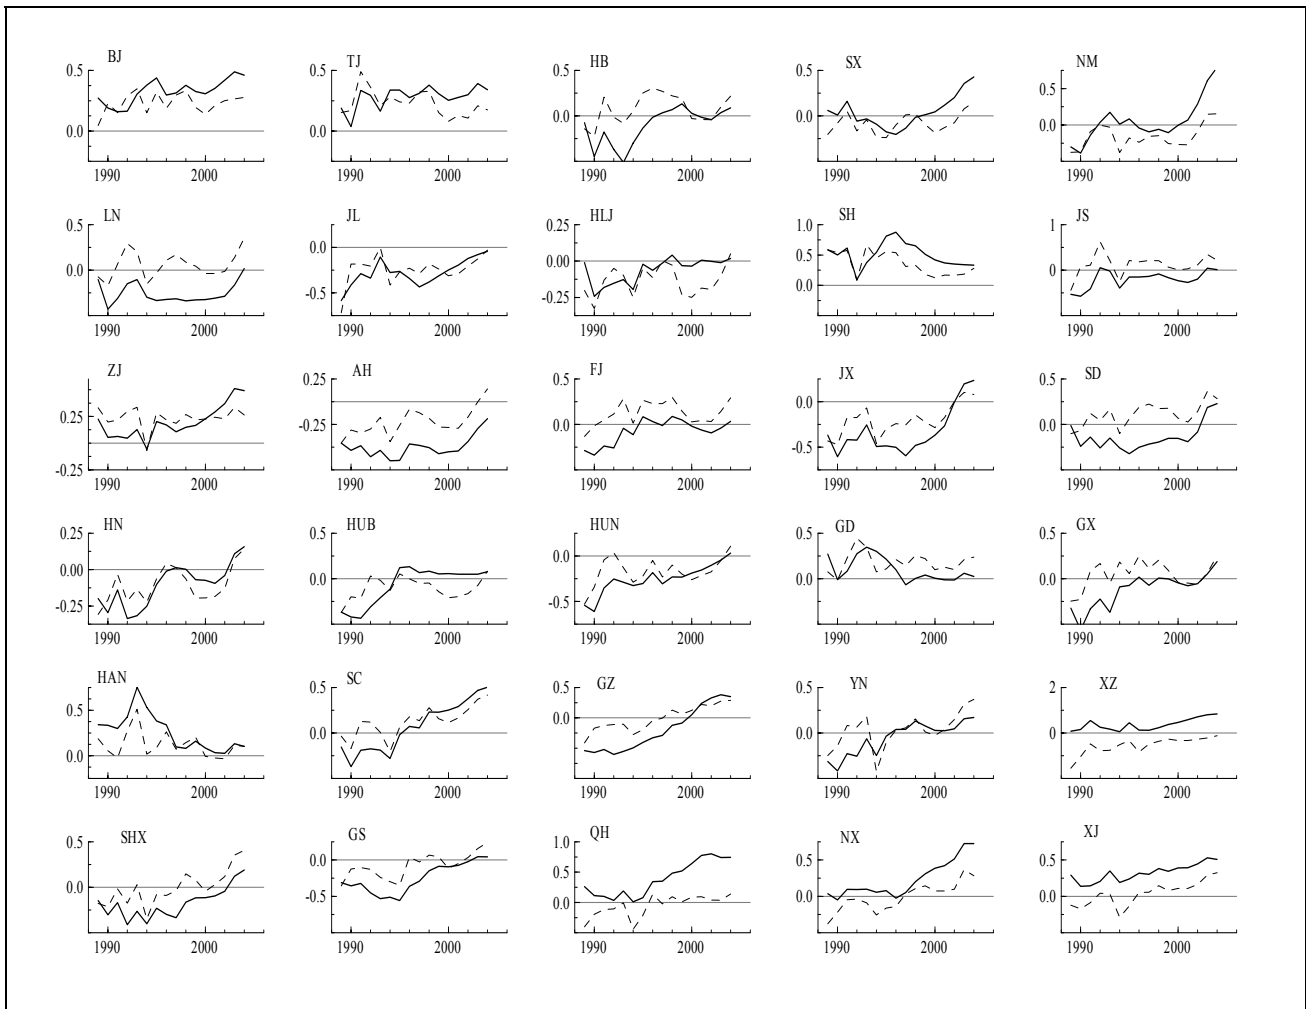 BJ TJ HB SX NM
0.5 0.5 0.5 0.5 0.5
0.0 0.0 0.0 0.0 0.0
1990 2000 1990 2000 1990 2000 1990 2000 1990 2000
LN JL HLJ SH JS
0.5 0.0 0.25 1.0 1
0.0 -0.5 0.00 0.5 0
-0.25 0.0
1990 2000 1990 2000 1990 2000 1990 2000 1990 2000
ZJ AH FJ JX SD
0.25 0.25 0.5 0.0 0.5
-0.25 -0.25 0.0 -0.5 0.0
1990 2000 1990 2000 1990 2000 1990 2000 1990 2000
HN HUB HUN GD GX
0.25 0.5 0.0 0.5 0.5
0.00 0.0 -0.5 0.0 0.0
-0.25
1990 2000 1990 2000 1990 2000 1990 2000 1990 2000
HAN SC GZ YN XZ
0.5 0.5 0.5 0.5 2
0.0 0.0 0.0 0.0 0
2
1990 2000 1990 2000 1990 2000 1990 2000 1990 2000
SHX GS QH NX XJ
0.5 0.0 1.0 0.5 0.5
0.0 -0.5 0.5 0.0 0.0
0.0
1990 2000 1990 2000 1990 2000 1990 2000 1990 2000